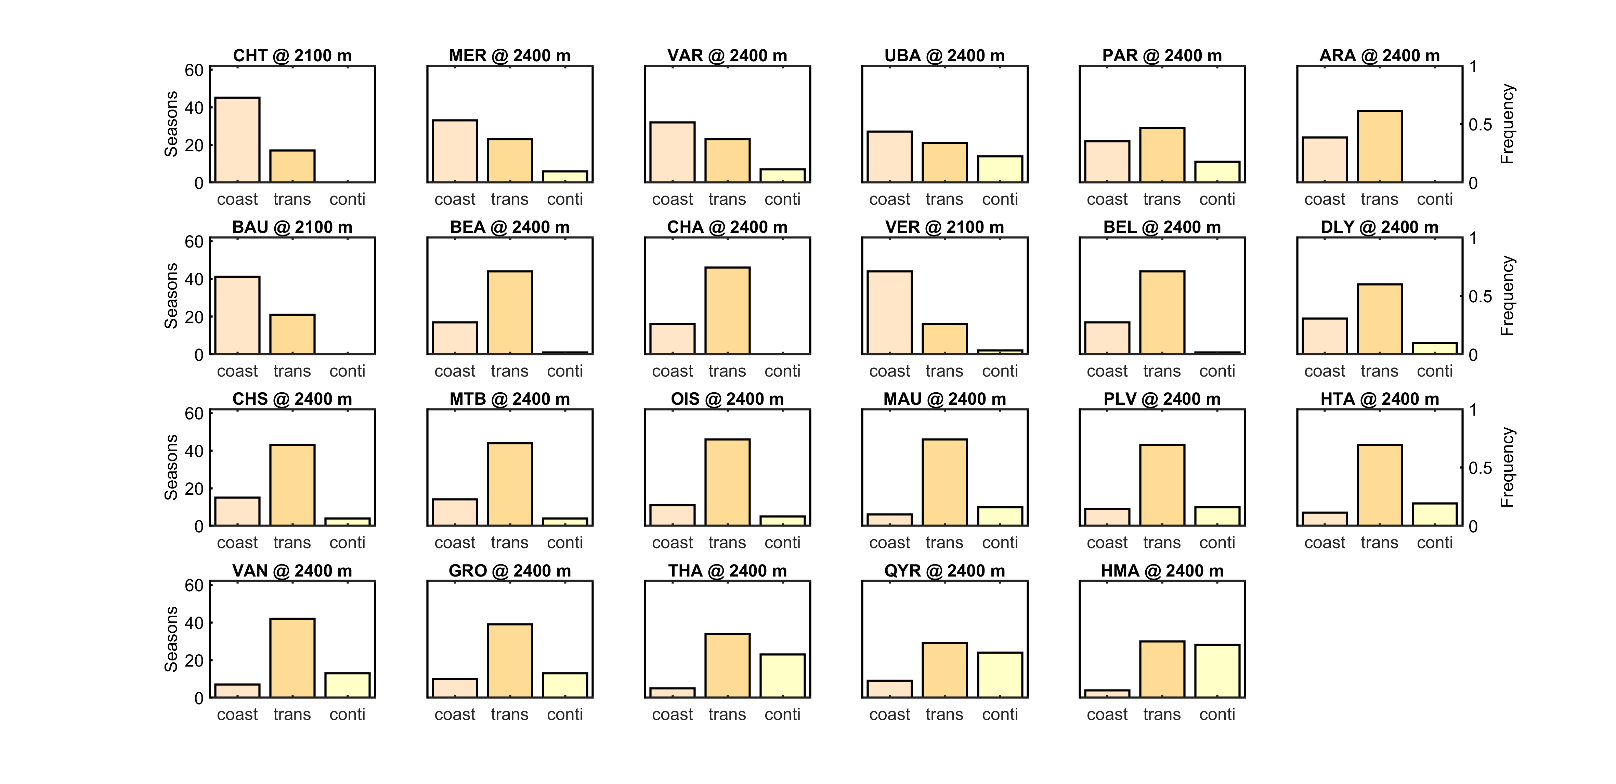 CHT @ 2100 m MER @ 2400 m VAR @ 2400 m UBA @ 2400 m PAR @ 2400 m ARA @ 2400 m
60 40 20 0 Seasons
1 0.5 0 Frequency
coast trans conti coast trans conti coast trans conti coast trans conti coast trans conti coast trans conti
BAU @ 2100 m BEA @ 2400 m CHA @ 2400 m VER @ 2100 m BEL @ 2400 m DLY @ 2400 m
60 40 20 0 Seasons
1 0.5 0 Frequency
coast trans conti coast trans conti coast trans conti coast trans conti coast trans conti coast trans conti
CHS @ 2400 m MTB @ 2400 m OIS @ 2400 m MAU @ 2400 m PLV @ 2400 m HTA @ 2400 m
60 40 20 0 Seasons
1 0.5 0 Frequency
coast trans conti coast trans conti coast trans conti coast trans conti coast trans conti coast trans conti
VAN @ 2400 m GRO @ 2400 m THA @ 2400 m QYR @ 2400 m HMA @ 2400 m
60 40 20 0 Seasons
coast trans conti coast trans conti coast trans conti coast trans conti coast trans conti